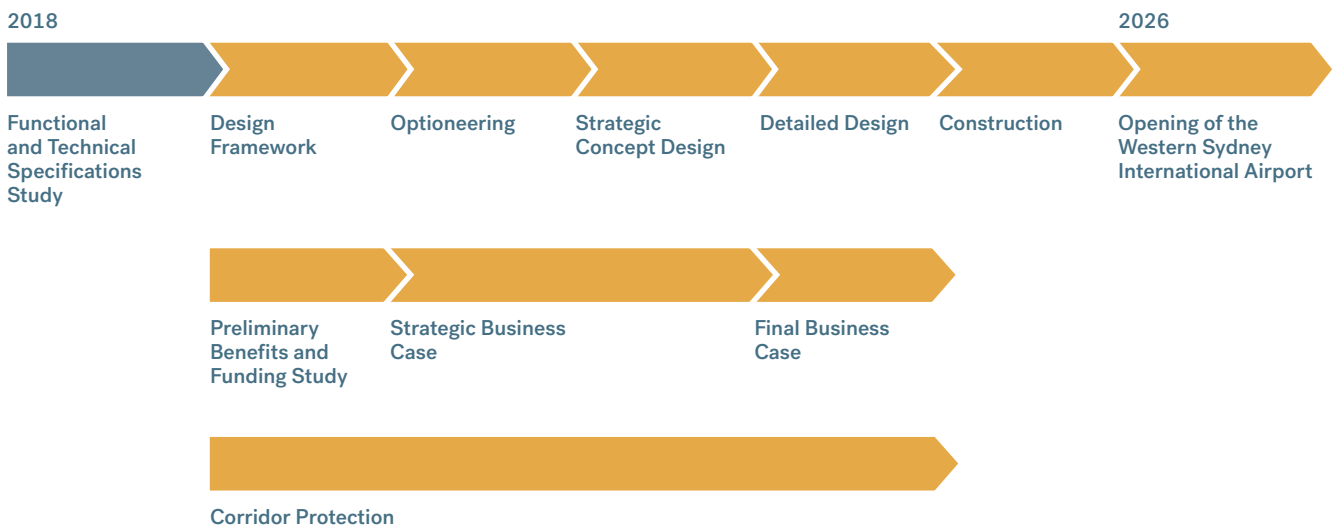 2018
2026
Functional
and Technical
Specifications
Study
Design
Framework
Optioneering
Strategic
Concept Design
Detailed Design
Construction
Opening of the
Western Sydney
International Airport
Preliminary
Benefits and
Funding Study
Strategic Business
Case
Final Business
Case
Corridor Protection